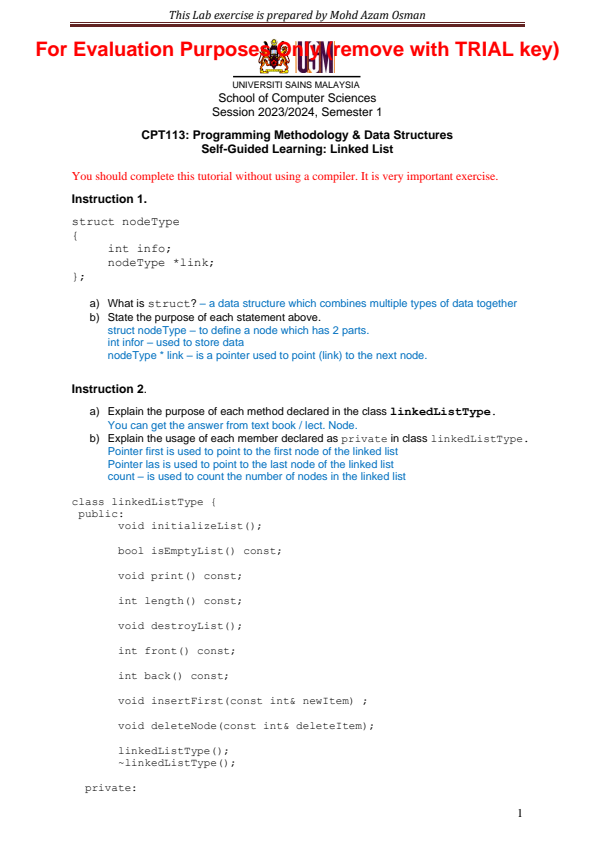 This Lab exercise is prepared by Mohd Azam Osman
For Evaluation Purposes Only (remove with TRIAL key)
UNIVERSITI SAINS MALAYSIA
School of Computer Sciences
Session 2023/2024, Semester 1
CPT113: Programming Methodology & Data Structures
Self-Guided Learning: Linked List
You should complete this tutorial without using a compiler. It is very important exercise.
Instruction 1.
struct nodeType
{
int info;
nodeType *link;
};
a) What is struct? – a data structure which combines multiple types of data together
b) State the purpose of each statement above.
struct nodeType – to define a node which has 2 parts.
int infor – used to store data
nodeType * link – is a pointer used to point (link) to the next node.
Instruction 2.
a) Explain the purpose of each method declared in the class linkedListType.
You can get the answer from text book / lect. Node.
b) Explain the usage of each member declared as private in class linkedListType.
Pointer first is used to point to the first node of the linked list
Pointer las is used to point to the last node of the linked list
count – is used to count the number of nodes in the linked list
class linkedListType {
public:
void initializeList();
bool isEmptyList() const;
void print() const;
int length() const;
void destroyList();
int front() const;
int back() const;
void insertFirst(const int& newItem) ;
void deleteNode(const int& deleteItem);
linkedListType();
~linkedListType();
private:
1